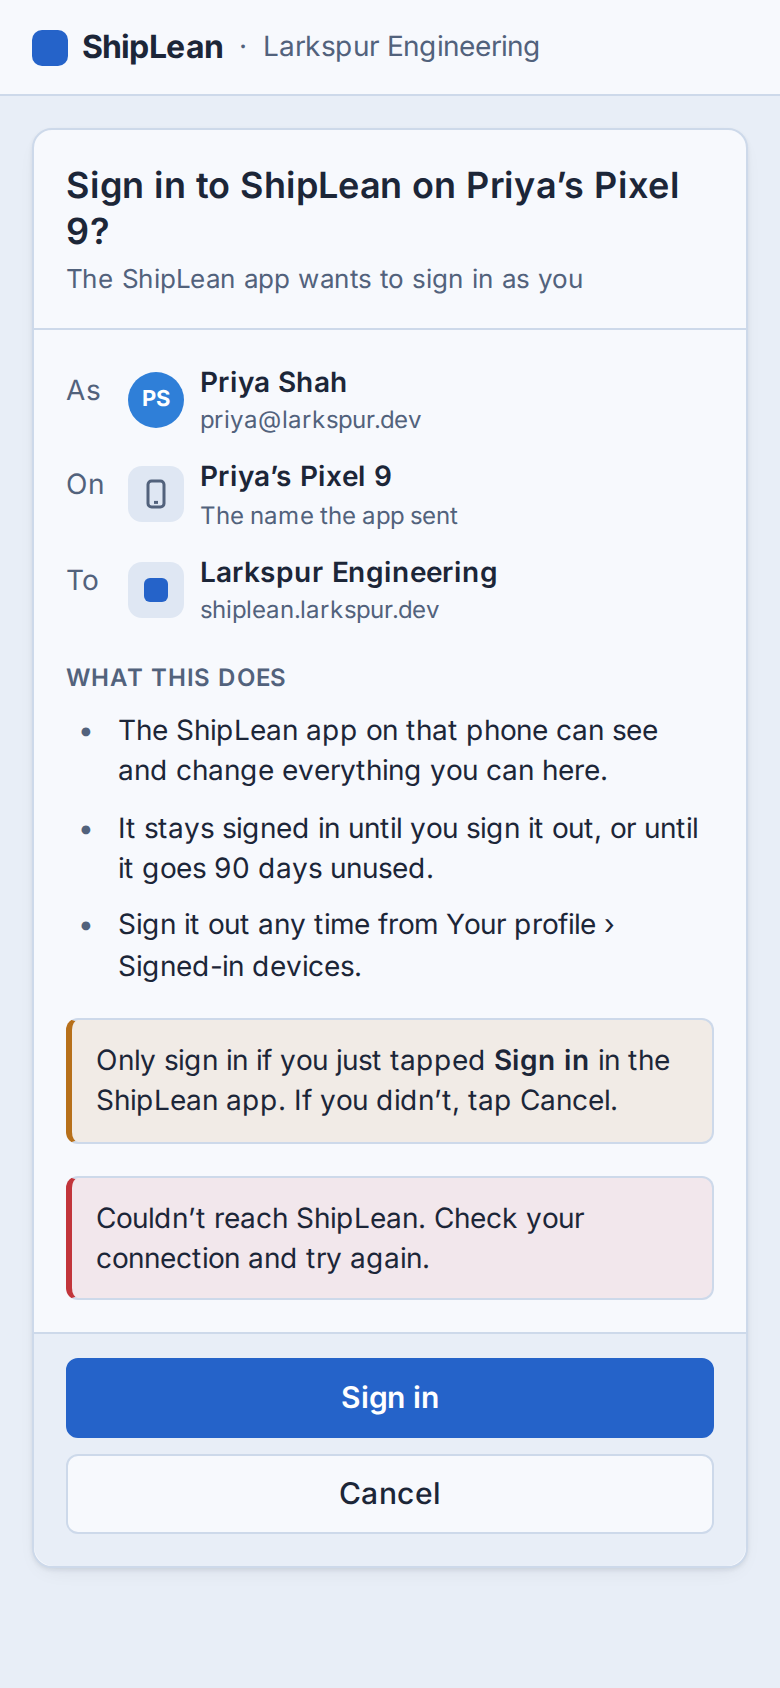 ShipLean · Larkspur Engineering
Sign in to ShipLean on Priya’s Pixel
9?
The ShipLean app wants to sign in as you
As PS Priya Shah
priya@larkspur.dev
On Priya’s Pixel 9
The name the app sent
To Larkspur Engineering
shiplean.larkspur.dev
WHAT THIS DOES
• The ShipLean app on that phone can see
and change everything you can here.
• It stays signed in until you sign it out, or until
it goes 90 days unused.
• Sign it out any time from Your profile ›
Signed-in devices.
Only sign in if you just tapped Sign in in the
ShipLean app. If you didn’t, tap Cancel.
Couldn’t reach ShipLean. Check your
connection and try again.
Sign in
Cancel